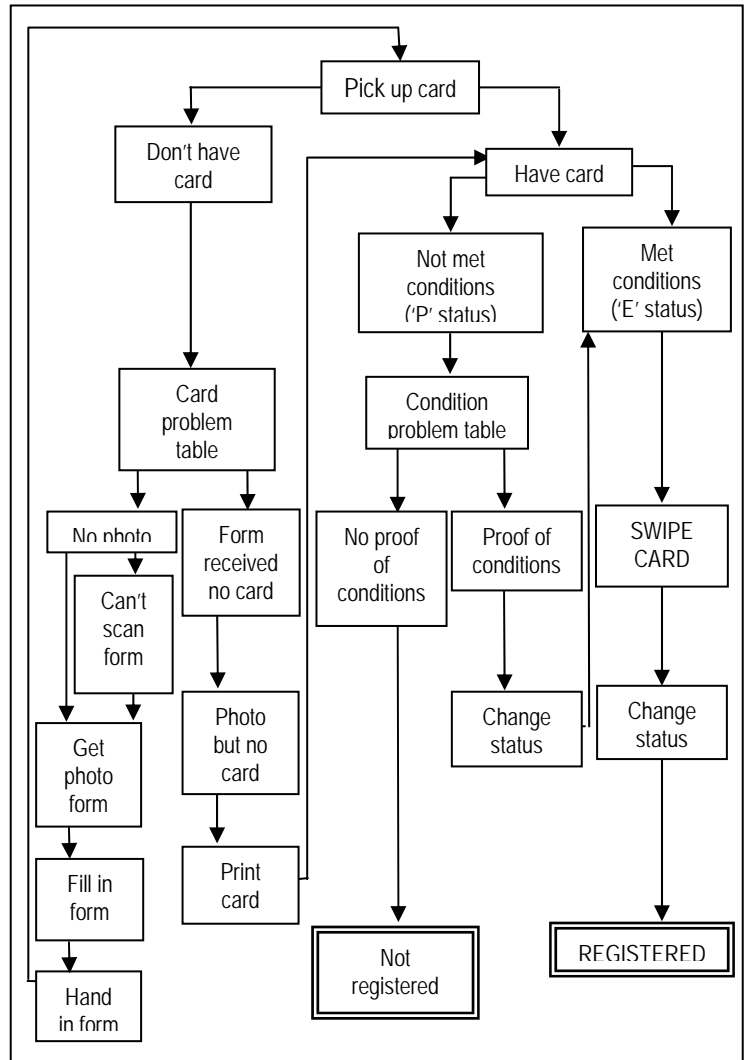 Pick up card
Don't have
card
Have card
Not met
conditions
('P' status)
Met
conditions
('E' status)
Card
problem
table
Condition
problem table
No photo
Form
received
no card
No proof
of
conditions
Proof of
conditions
SWIPE
CARD
Can't
scan
form
Photo
but no
card
Change
status
Change
status
Get
photo
form
Print
card
Fill in
form
Not
registered
REGISTERED
Hand
in form